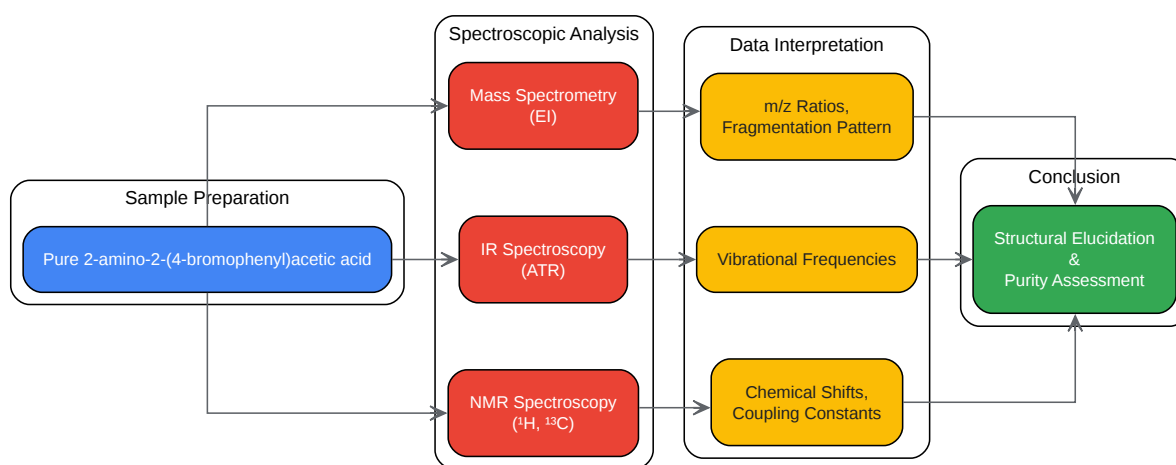 Spectroscopic Analysis
Data Interpretation
Mass Spectrometry
(EI)
m/z Ratios,
Fragmentation Pattern
Sample Preparation
Conclusion
Pure 2-amino-2-(4-bromophenyl)acetic acid
IR Spectroscopy
(ATR)
Vibrational Frequencies
Structural Elucidation
&
Purity Assessment
NMR Spectroscopy
(¹H, ¹³C)
Chemical Shifts,
Coupling Constants